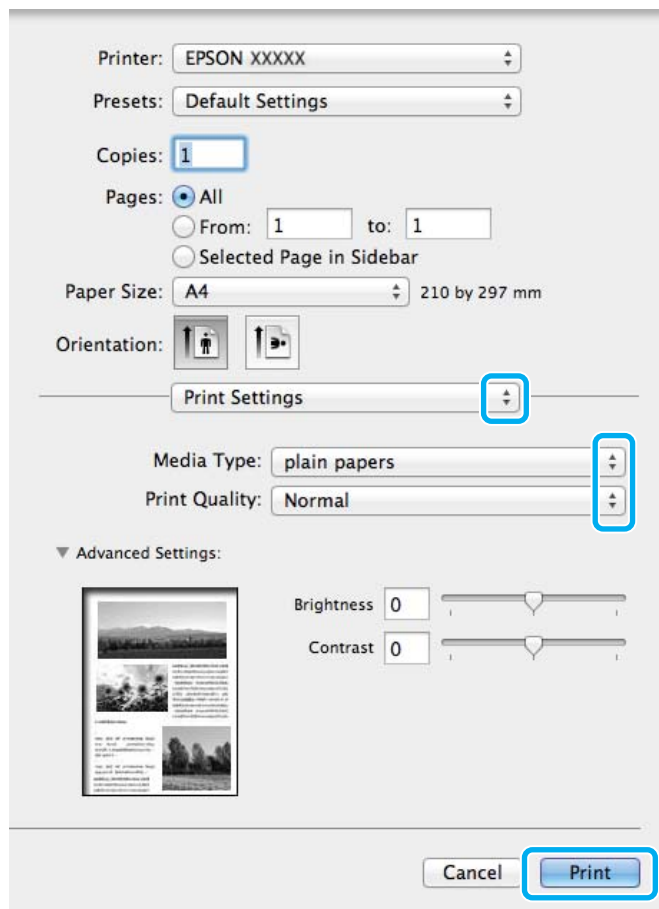 Printer: EPSON XXXXX
Presets: Default Settings
Copies: 1
Pages: All
From: 1 to: 1
Selected Page in Sidebar
Paper Size: A4 210 by 297 mm
Orientation:
Print Settings
Media Type: plain papers
Print Quality: Normal
Advanced Settings:
Brightness 0
Contrast 0
Cancel Print